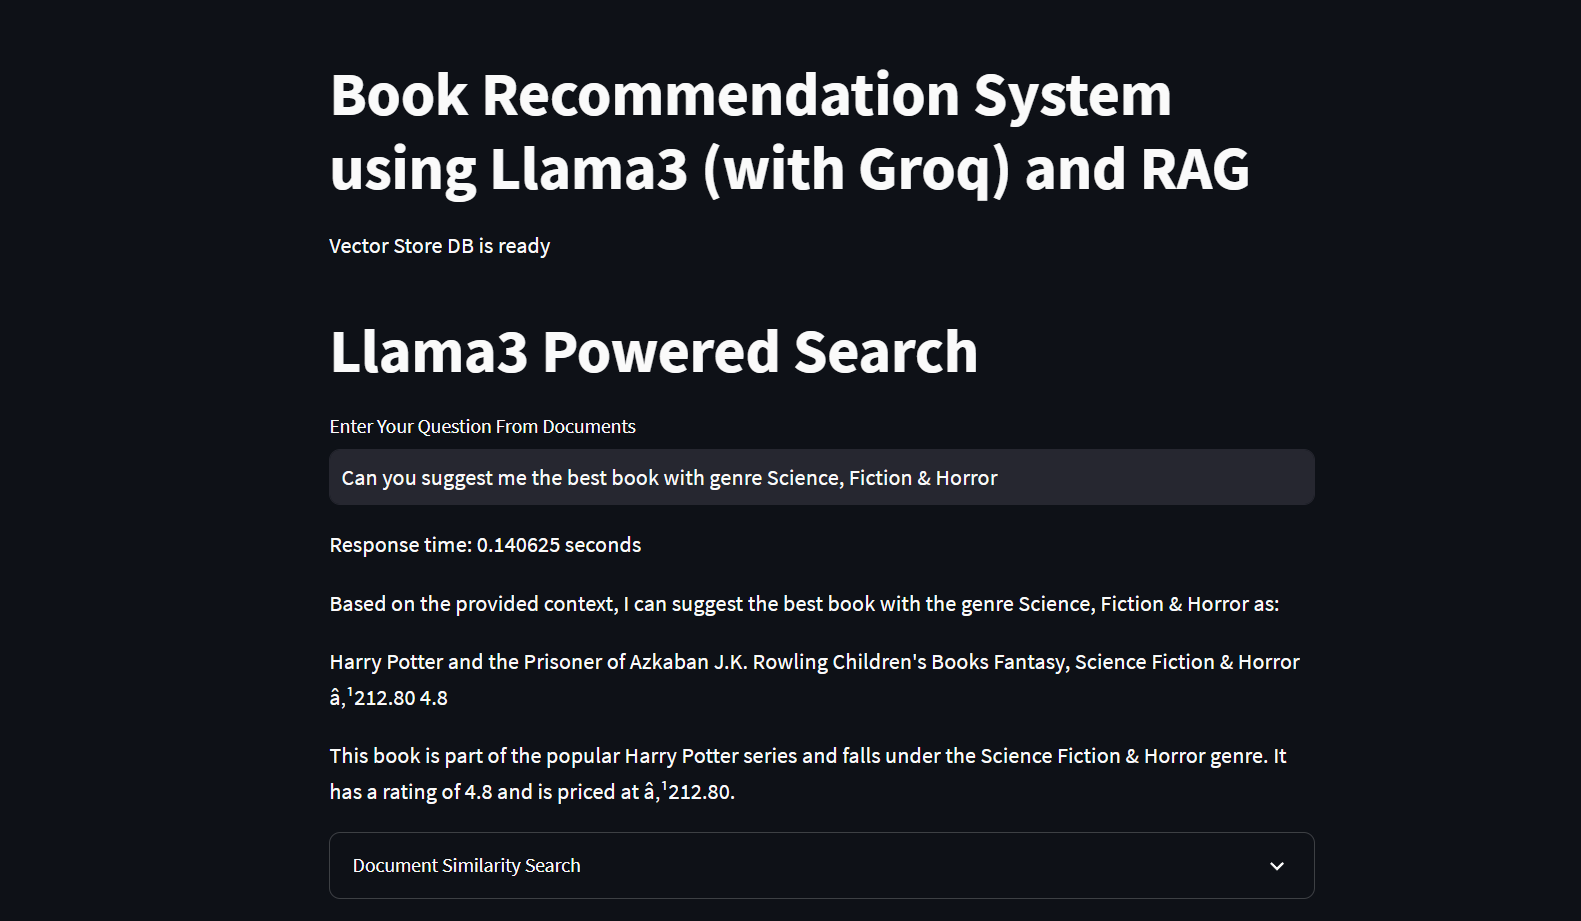 Book Recommendation System
using Llama3 (with Groq) and RAG
Vector Store DB is ready
Llama3 Powered Search
Enter Your Question From Documents
Can you suggest me the best book with genre Science, Fiction & Horror
Response time: 0.140625 seconds
Based on the provided context, I can suggest the best book with the genre Science, Fiction & Horror as:
Harry Potter and the Prisoner of Azkaban J.K. Rowling Children's Books Fantasy, Science Fiction & Horror
â‚¹212.80 4.8
This book is part of the popular Harry Potter series and falls under the Science Fiction & Horror genre. It
has a rating of 4.8 and is priced at â‚¹212.80.
Document Similarity Search